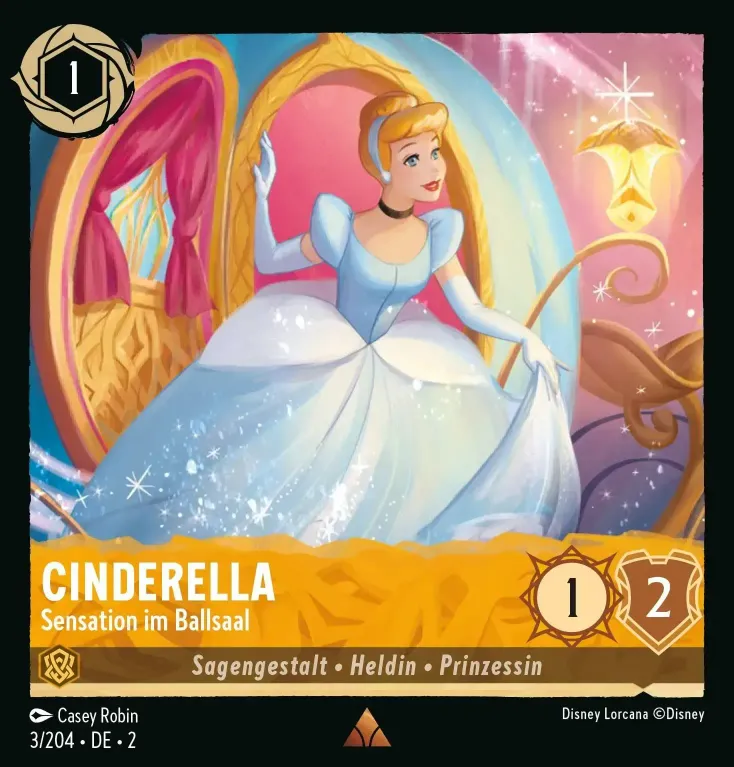 1
CINDERELLA
Sensation im Ballsaal
1
2
Sagengestalt • Heldin • Prinzessin
Casey Robin
Disney Lorcana ©Disney
3/204 • DE • 2